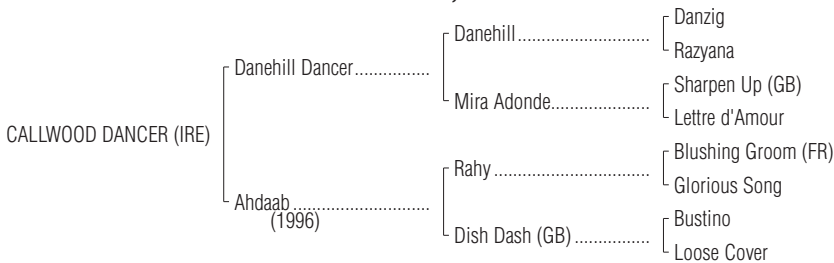 Danzig
Danehill..............................
Razyana
Danehill Dancer.................
Sharpen Up (GB)
Mira Adonde.......................
Lettre d'Amour
CALLWOOD DANCER (IRE)
Blushing Groom (FR)
Rahy ...................................
Glorious Song
Ahdaab ..............................
(1996)
Bustino
Dish Dash (GB) .................
Loose Cover